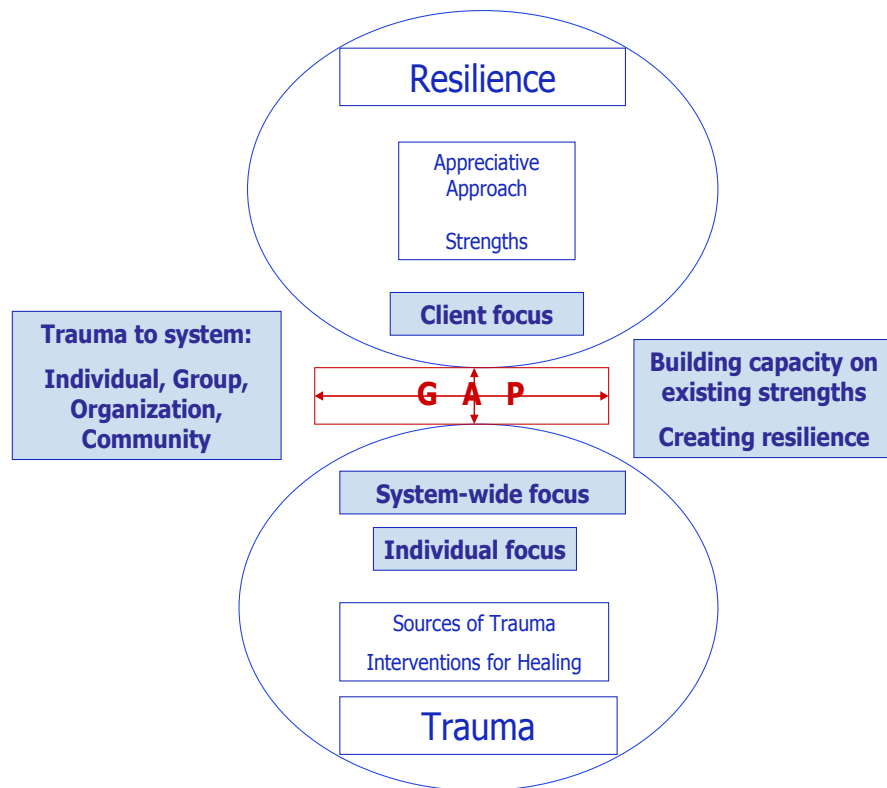 Resilience
Appreciative
Approach
Strengths
Client focus
Trauma to system:
Individual, Group,
Organization,
Community
G A P
Building capacity on
existing strengths
Creating resilience
System-wide focus
Individual focus
Sources of Trauma
Interventions for Healing
Trauma